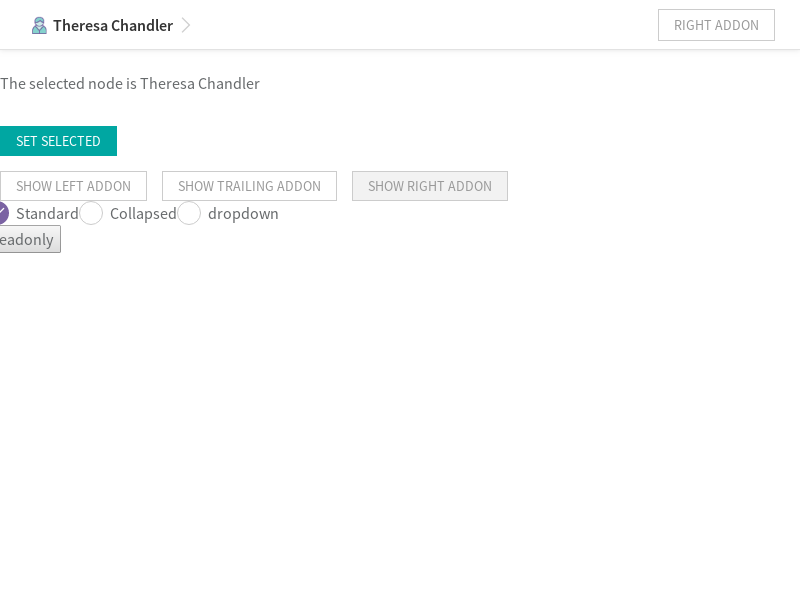 Theresa Chandler
RIGHT ADDON
The selected node is Theresa Chandler
SET SELECTED
SHOW LEFT ADDON SHOW TRAILING ADDON SHOW RIGHT ADDON
Standard Collapsed dropdown
eadonly